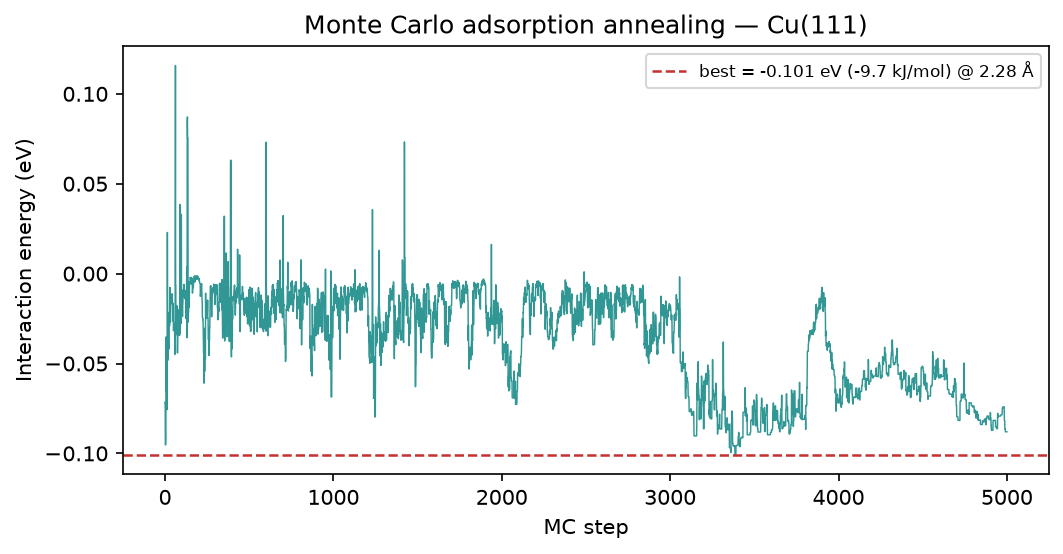 Monte Carlo adsorption annealing — Cu(111)
best = -0.101 eV (-9.7 kJ/mol) @ 2.28 Å
Interaction energy (eV)
0.10
0.05
0.00
−0.05
−0.10
0 1000 2000 3000 4000 5000
MC step